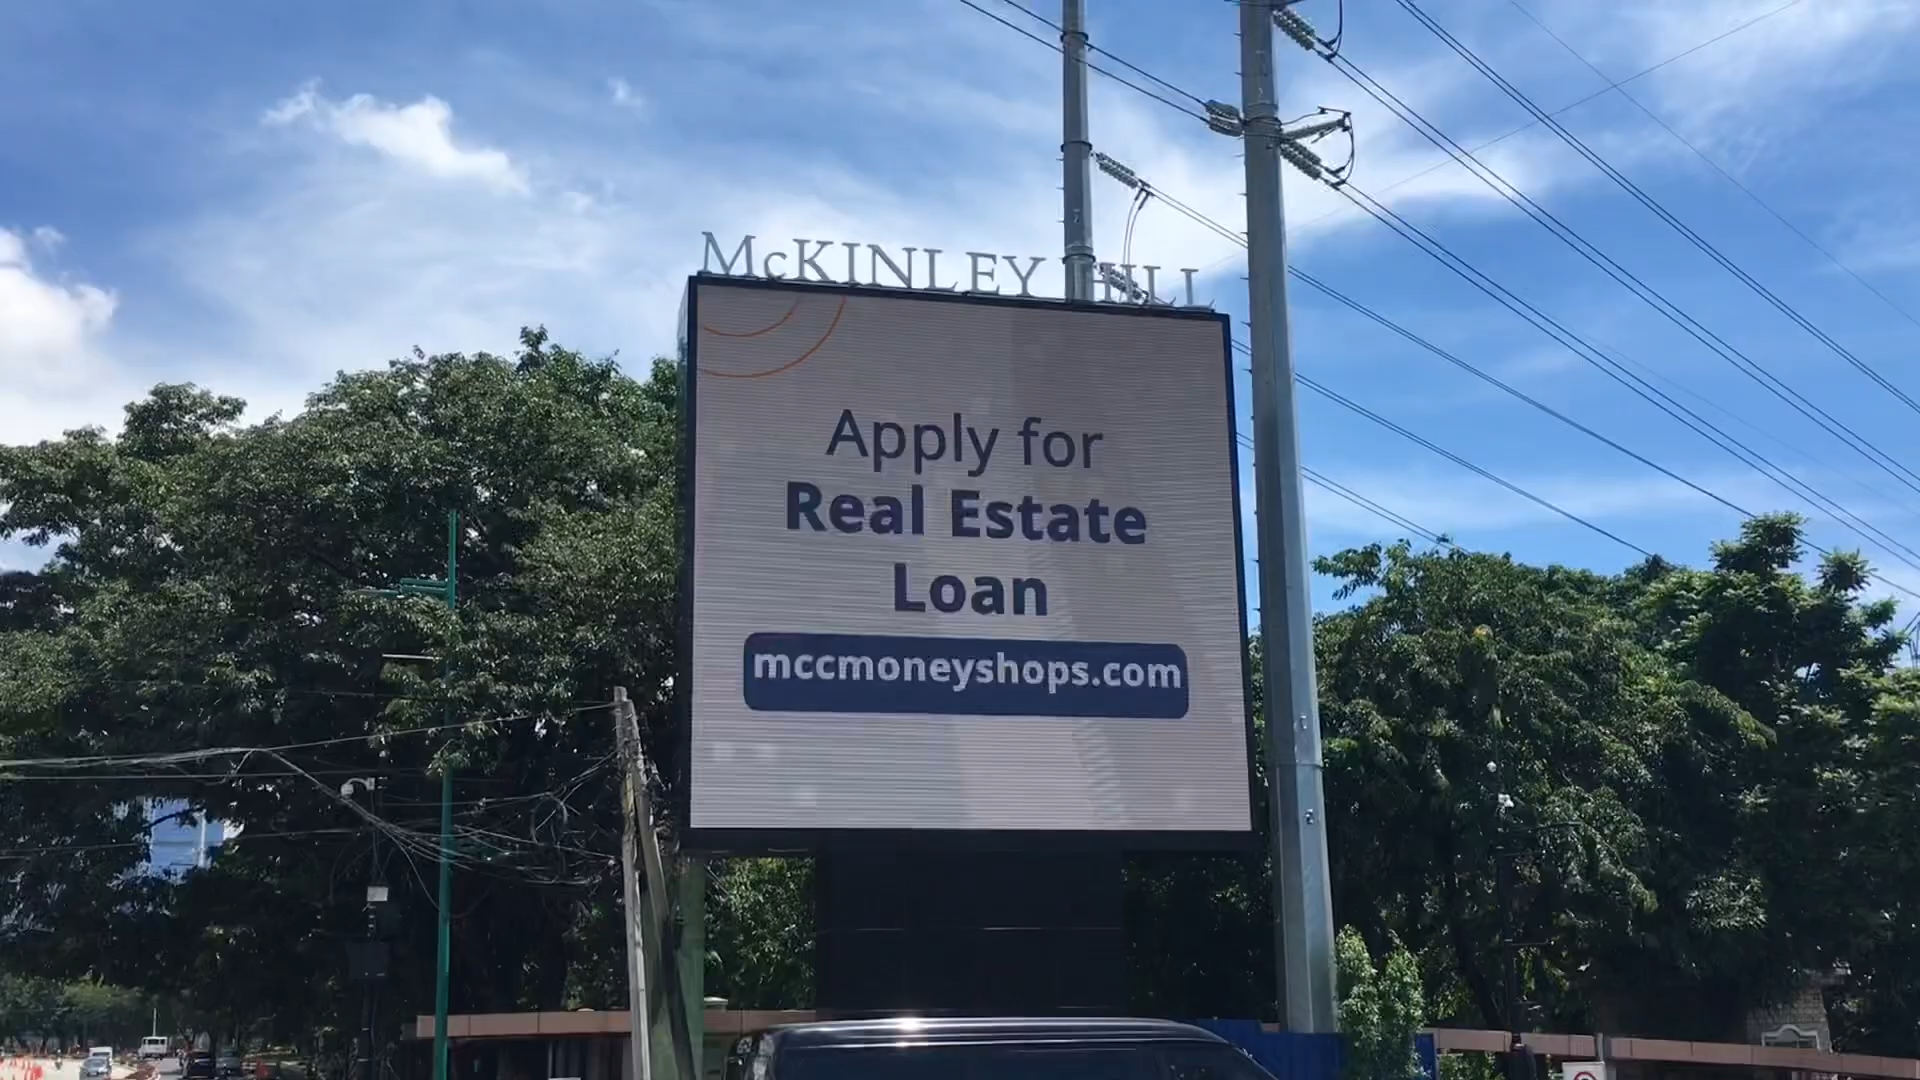 McKINLEY HILL
Apply for
Real Estate
Loan
mccmoneyshops.com